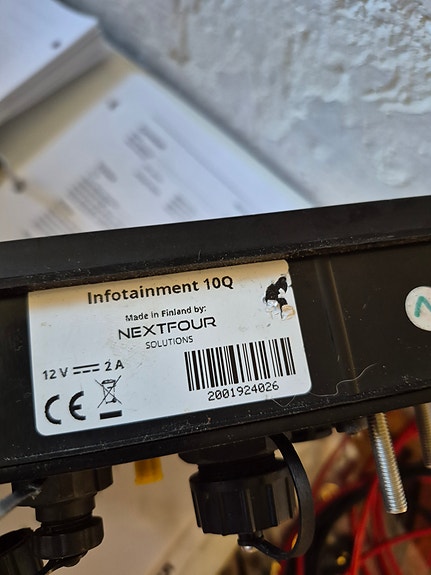 Infotainment 10Q
Made in Finland by:
NEXTFOUR
SOLUTIONS
12 V ⎓ 2 A
CE
2001924026